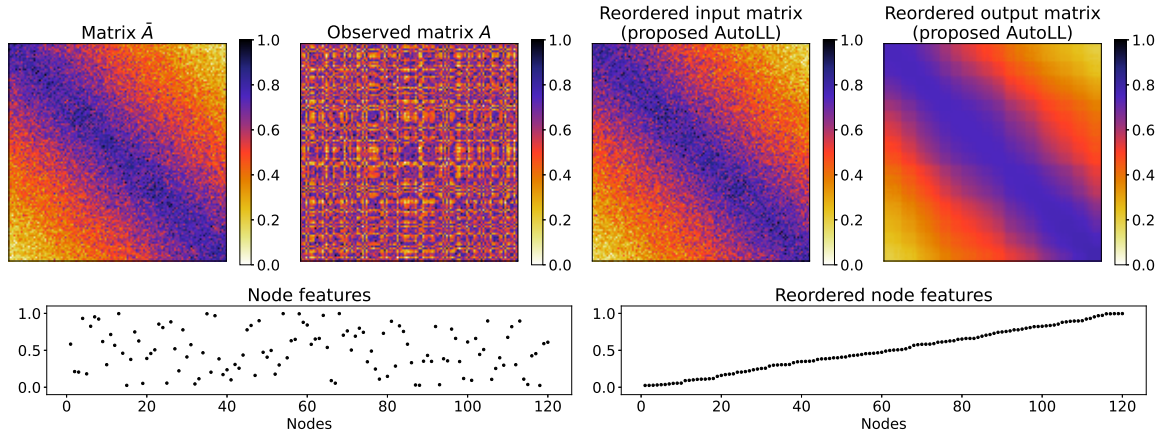 Matrix Ā
Observed matrix A
Reordered input matrix
(proposed AutoLL)
Reordered output matrix
(proposed AutoLL)
1.0
0.8
0.6
0.4
0.2
0.0
1.0
0.8
0.6
0.4
0.2
0.0
1.0
0.8
0.6
0.4
0.2
0.0
1.0
0.8
0.6
0.4
0.2
0.0
Node features
1.0
0.5
0.0
0 20 40 60 80 100 120
Nodes
Reordered node features
1.0
0.5
0.0
0 20 40 60 80 100 120
Nodes